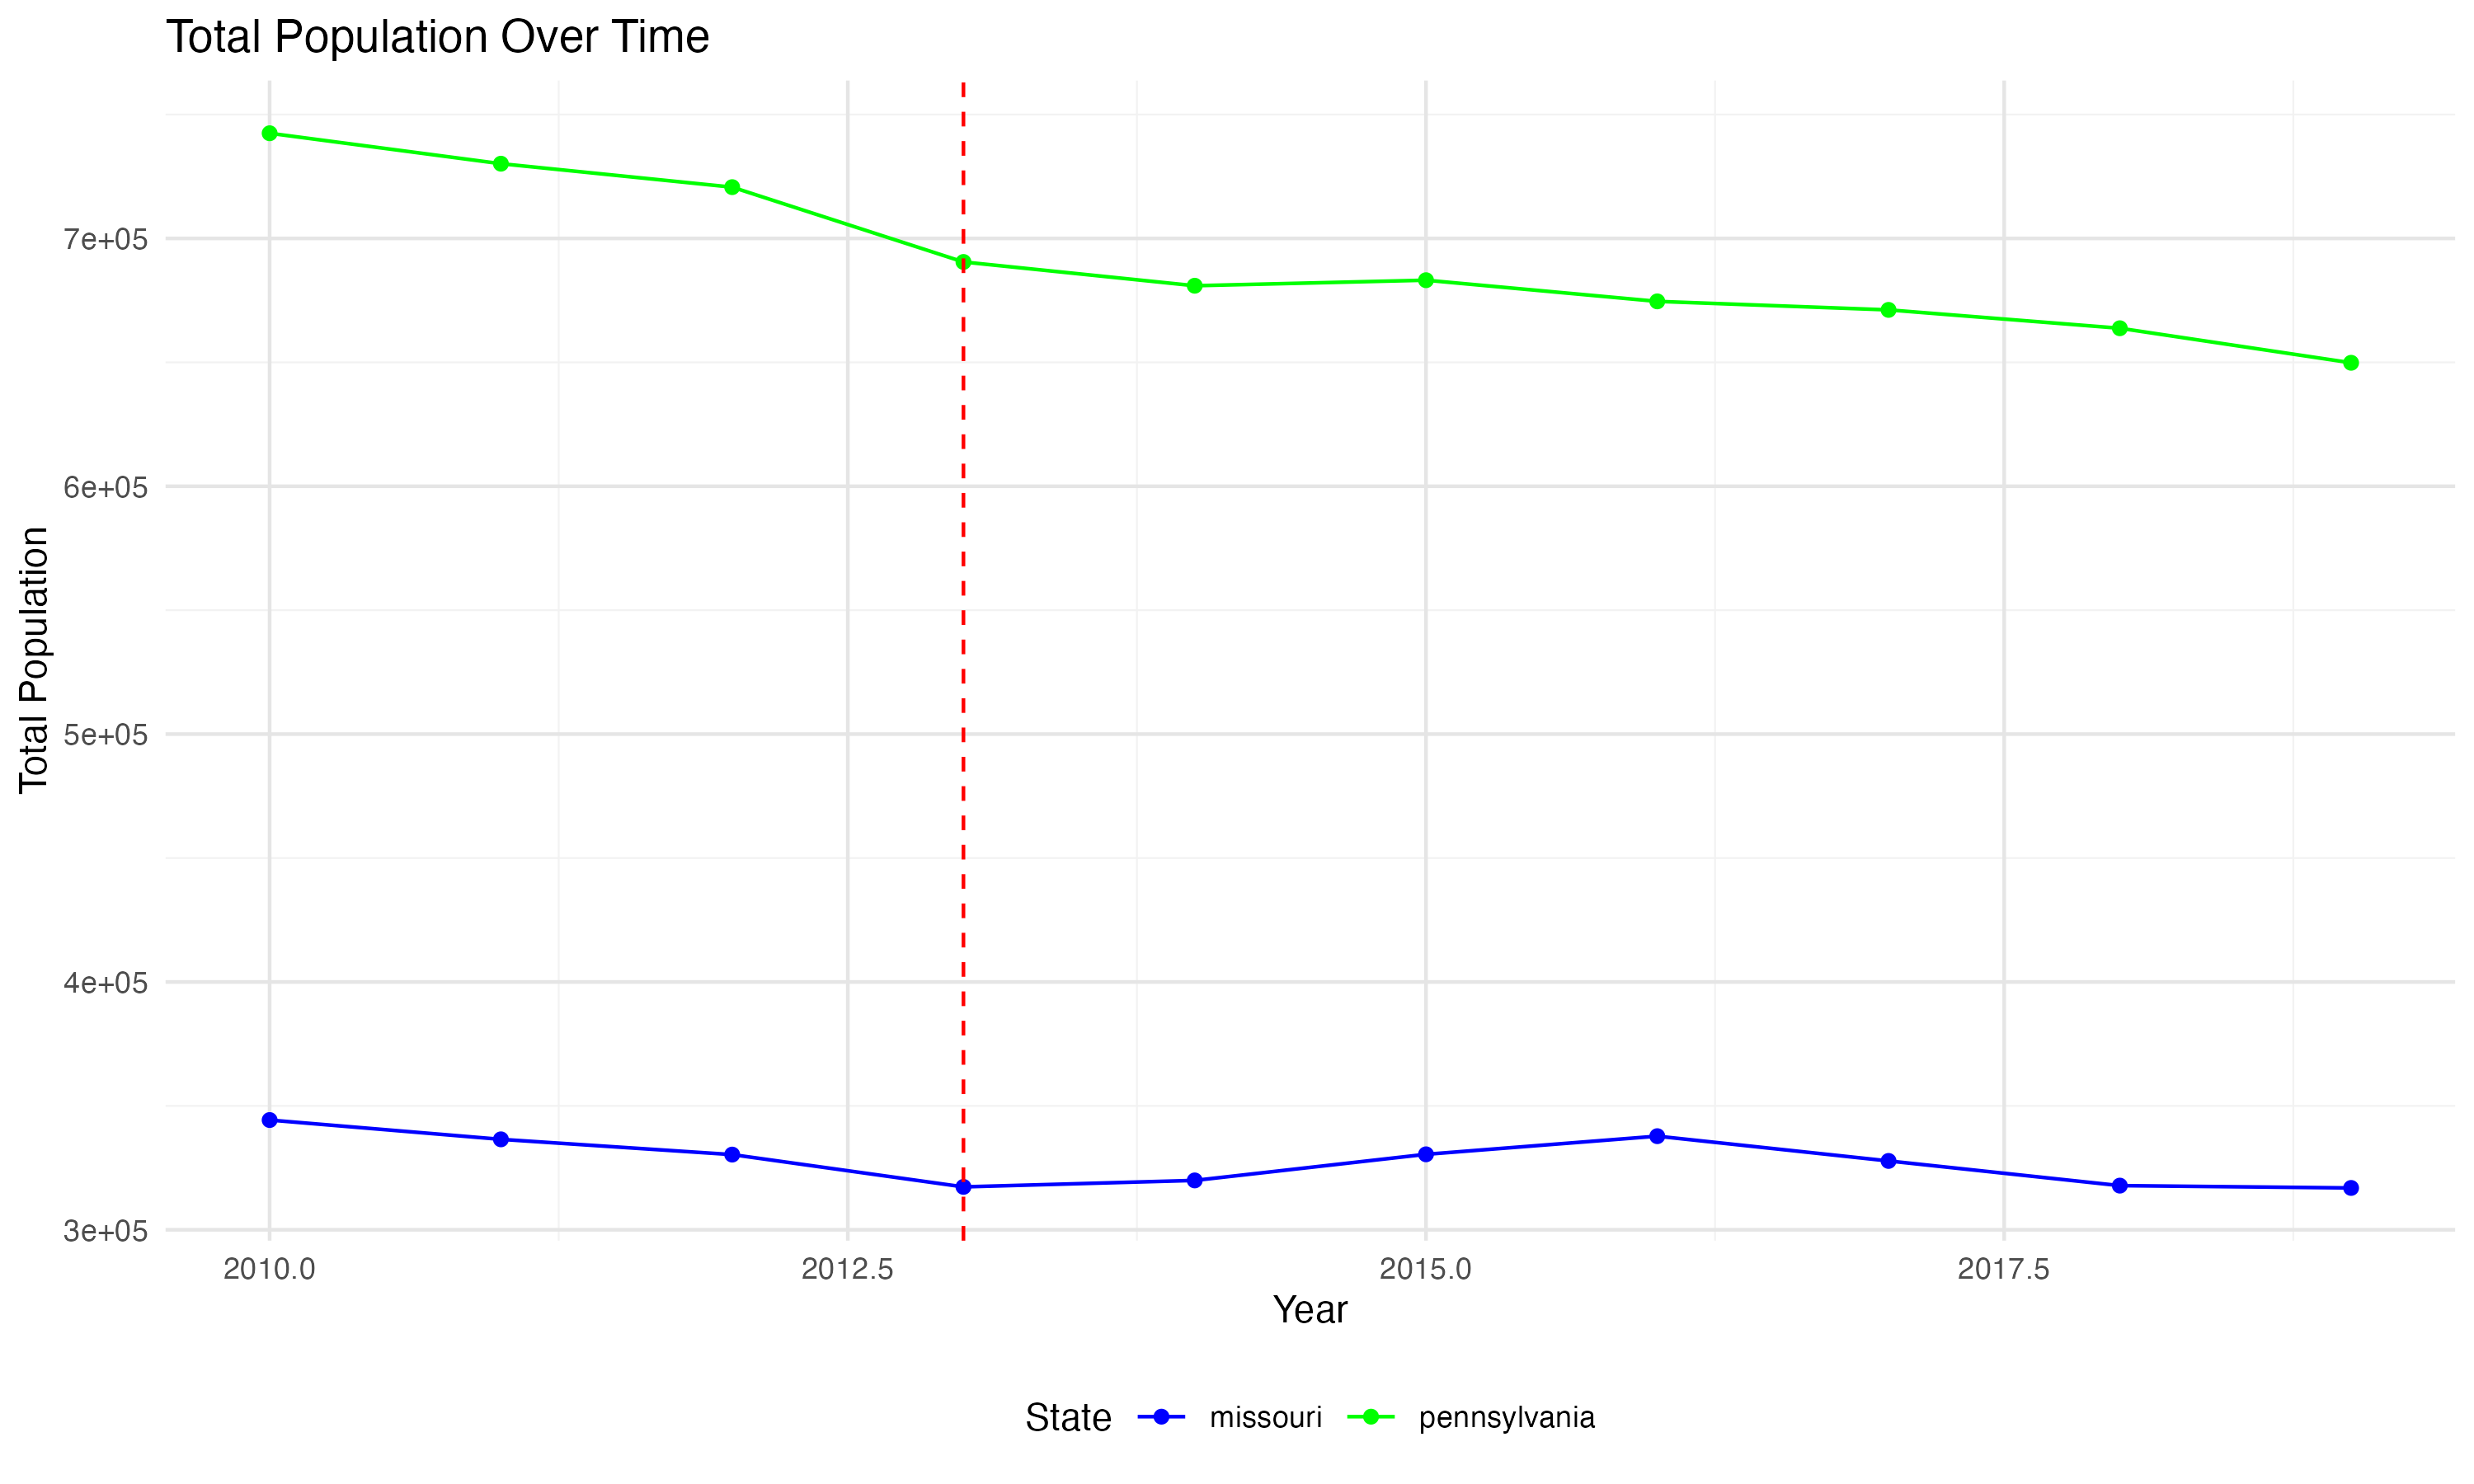 Total Population Over Time
Total Population
7e+05
6e+05
5e+05
4e+05
3e+05
2010.0 2012.5 2015.0 2017.5
Year
State missouri pennsylvania